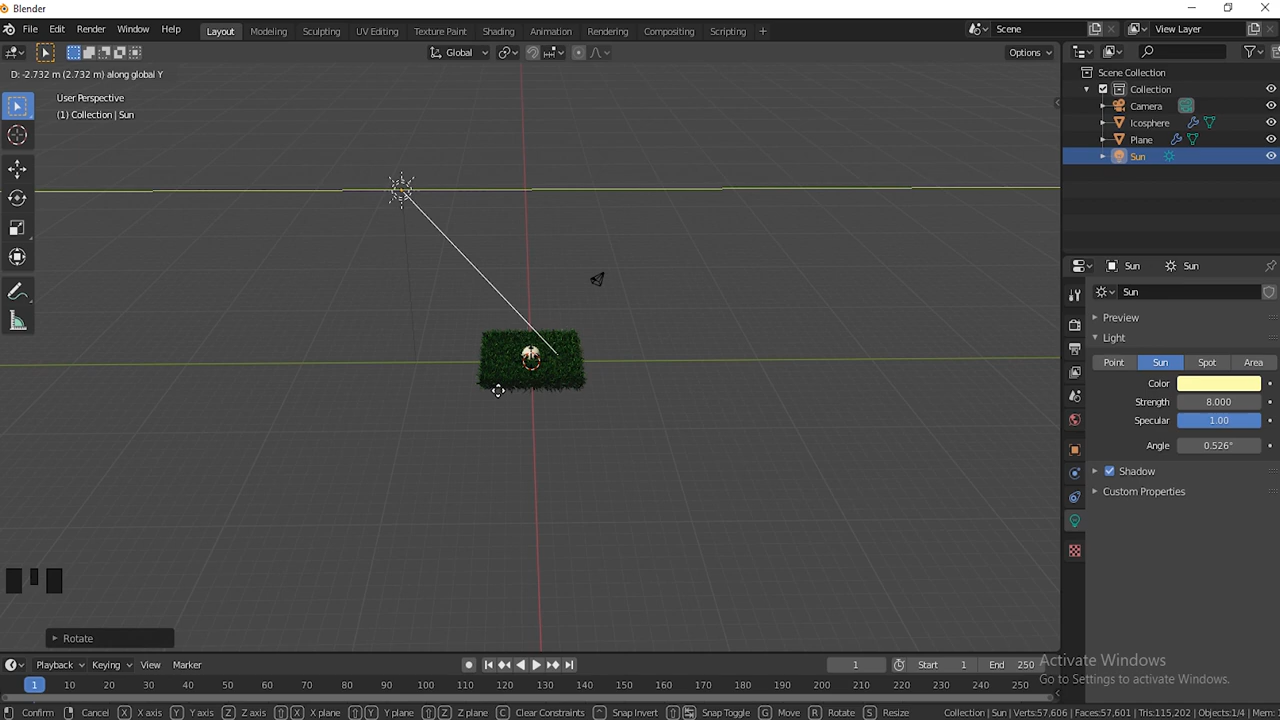 Blender
File Edit Render Window Help
Layout Modeling Sculpting UV Editing Texture Paint Shading Animation Rendering Compositing Scripting +
Scene
View Layer
Global
Options
D: -2.732 m (2.732 m) along global Y
User Perspective
(1) Collection | Sun
Scene Collection
Collection
Camera
Icosphere
Plane
Sun
Sun Sun
Sun
Preview
Light
Point Sun Spot Area
Color
Strength 8.000
Specular 1.00
Angle 0.526°
Shadow
Custom Properties
Rotate
Playback Keying View Marker
1 Start 1 End 250
1 10 20 30 40 50 60 70 80 90 100 110 120 130 140 150 160 170 180 190 200 210 220 230 240 250
Activate Windows
Go to Settings to activate Windows.
Confirm Cancel X X axis Y Y axis Z Z axis X X plane Y Y plane Z Z plane C Clear Constraints Snap Invert Snap Toggle G Move R Rotate S Resize Collection | Sun | Verts:57,606 | Faces:57,601 | Tris:115,202 | Objects:1/4 | Mem: